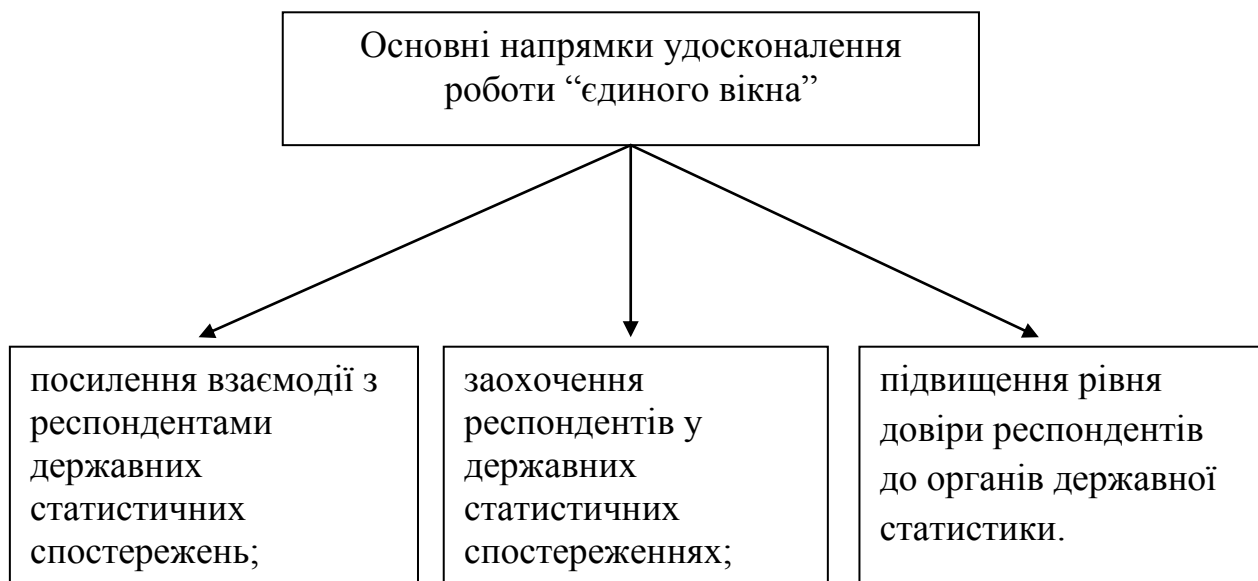 Основні напрямки удосконалення
роботи “єдиного вікна”
посилення взаємодії з
респондентами
державних
статистичних
спостережень;
заохочення
респондентів у
державних
статистичних
спостереженнях;
підвищення рівня
довіри респондентів
до органів державної
статистики.